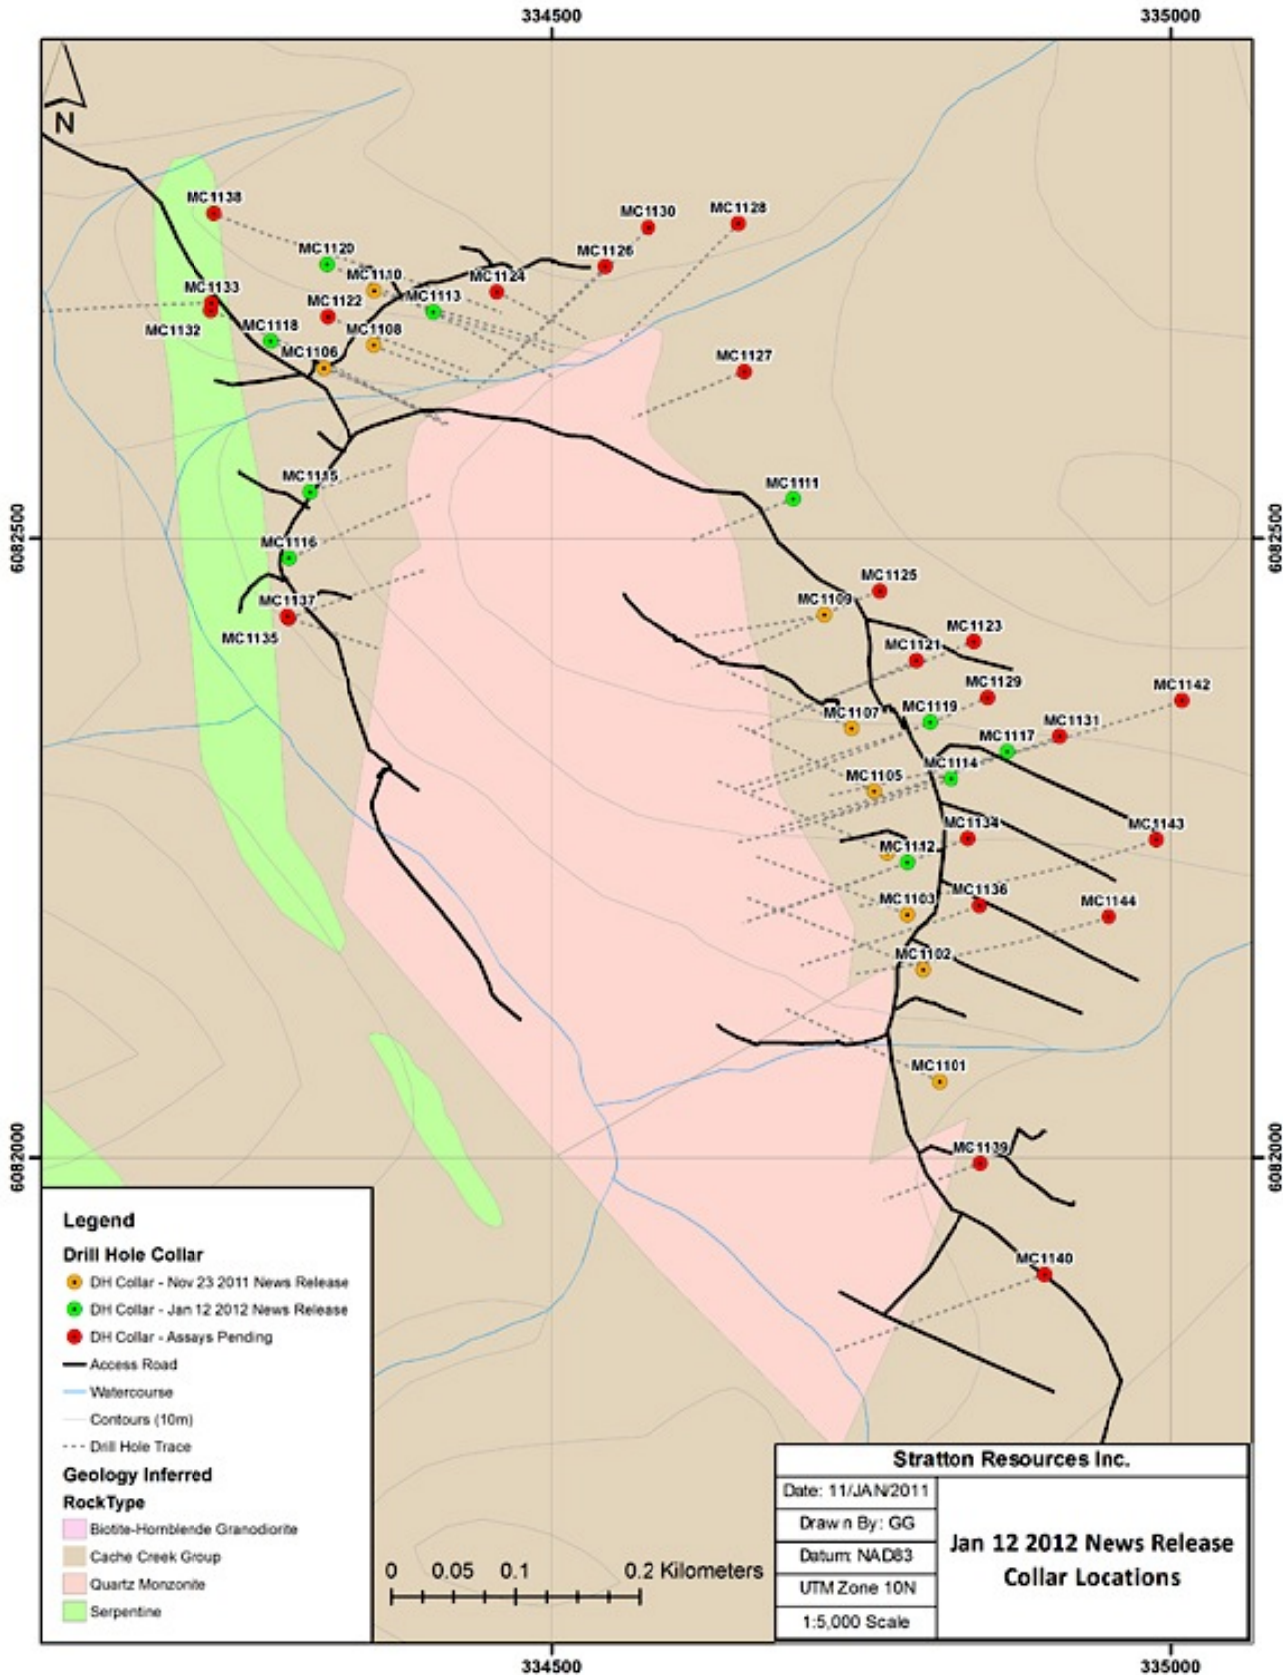 334500
335000
N
MC1138
MC1130
MC1128
MC1120
MC1126
MC1110
MC1124
MC1133
MC1113
MC1122
MC1132
MC1118
MC1108
MC1106
MC1127
MC1115
MC1111
6082500
6082500
MC1116
MC1125
MC1137
MC1109
MC1135
MC1123
MC1121
MC1129
MC1142
MC1119
MC1107
MC1131
MC1117
MC1114
MC1105
MC1134
MC1143
MC1112
MC1136
MC1103
MC1144
MC1102
MC1101
6082000
6082000
MC1139
MC1140
Legend
Drill Hole Collar
DH Collar - Nov 23 2011 News Release
DH Collar - Jan 12 2012 News Release
DH Collar - Assays Pending
Access Road
Watercourse
Contours (10m)
Drill Hole Trace
Geology Inferred
RockType
Biotite-Hornblende Granodiorite
Cache Creek Group
Quartz Monzonite
Serpentine
0 0.05 0.1 0.2 Kilometers
Stratton Resources Inc.
Date: 11/JAN/2011
Drawn By: GG
Datum: NAD83
UTM Zone 10N
1:5,000 Scale
Jan 12 2012 News Release
Collar Locations
334500
335000